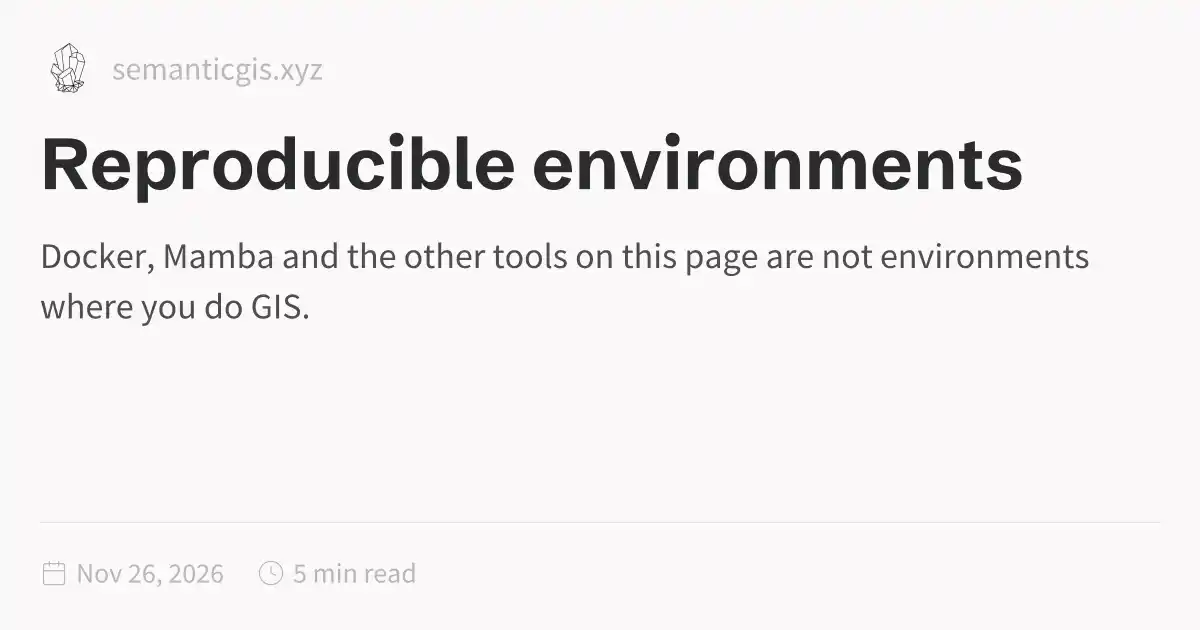 semanticgis.xyz
Reproducible environments
Docker, Mamba and the other tools on this page are not environments
where you do GIS.
Nov 26, 2026
5 min read